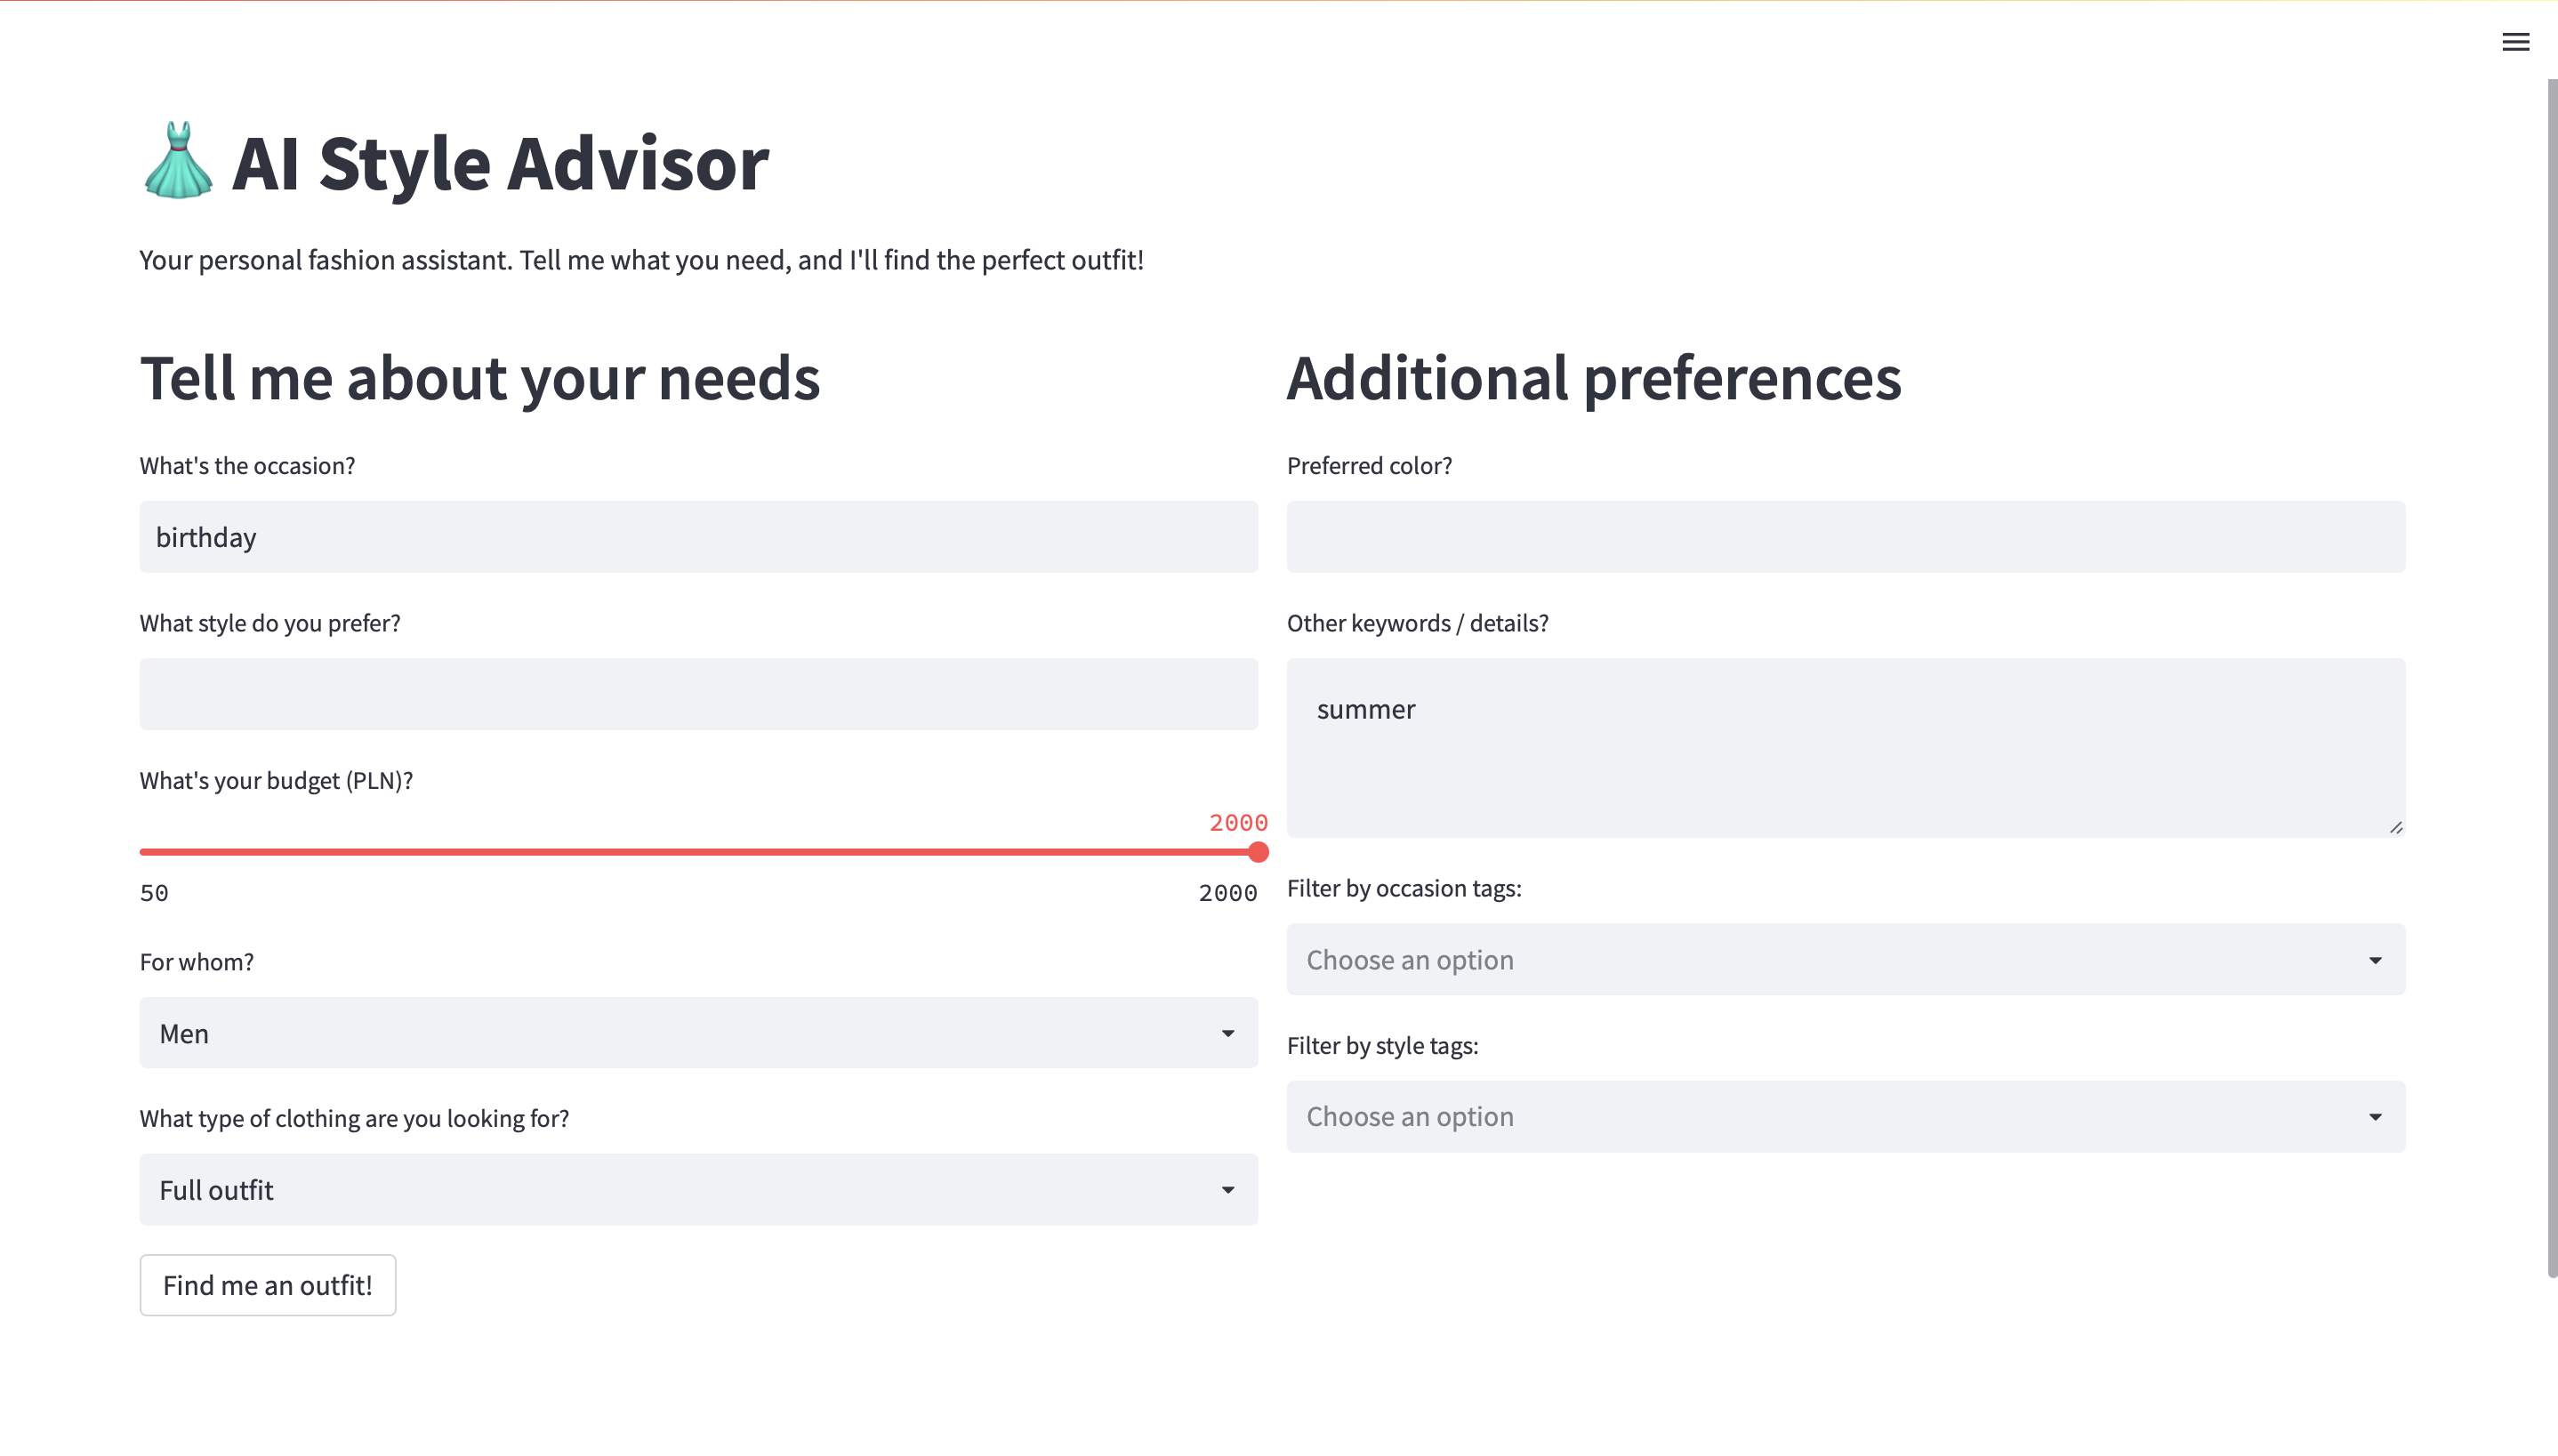 AI Style Advisor
Your personal fashion assistant. Tell me what you need, and I'll find the perfect outfit!
Tell me about your needs
What's the occasion?
birthday
What style do you prefer?
What's your budget (PLN)?
2000
50 2000
For whom?
Men
What type of clothing are you looking for?
Full outfit
Find me an outfit!
Additional preferences
Preferred color?
Other keywords / details?
summer
Filter by occasion tags:
Choose an option
Filter by style tags:
Choose an option